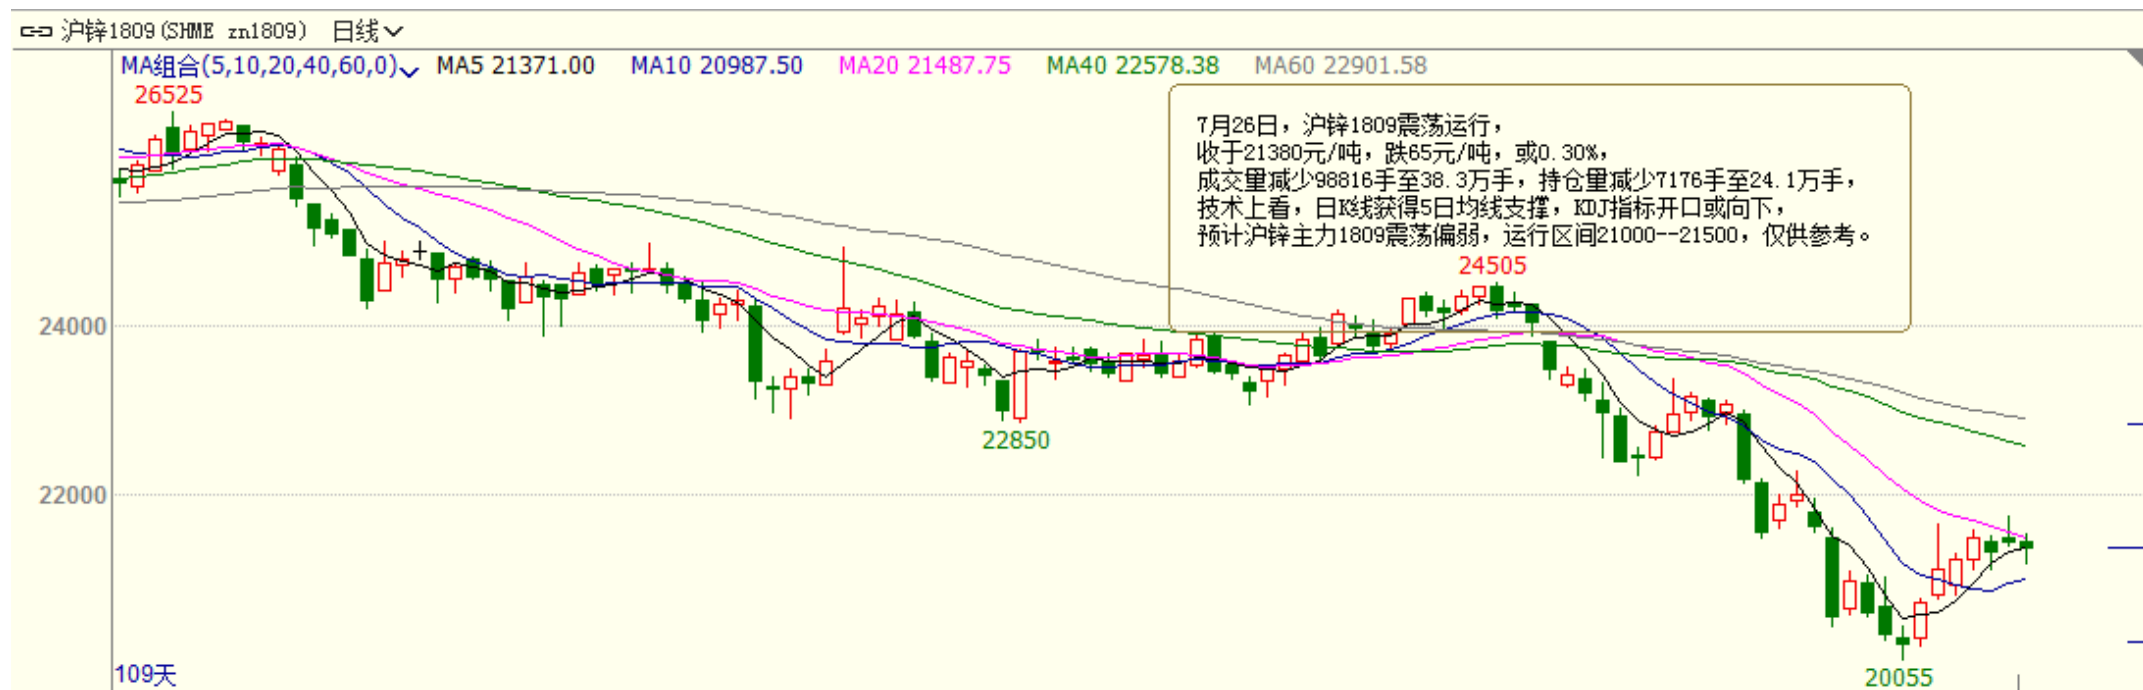 沪锌1809(SHME zn1809) 日线
MA组合(5,10,20,40,60,0) MA5 21371.00 MA10 20987.50 MA20 21487.75 MA40 22578.38 MA60 22901.58
26525
7月26日，沪锌1809震荡运行，
收于21380元/吨，跌65元/吨，或0.30%，
成交量减少98816手至38.3万手，持仓量减少7176手至24.1万手，
技术上看，日K线获得5日均线支撑，KDJ指标开口或向下，
预计沪锌主力1809震荡偏弱，运行区间21000--21500，仅供参考。
24505
24000
22850
22000
109天
20055